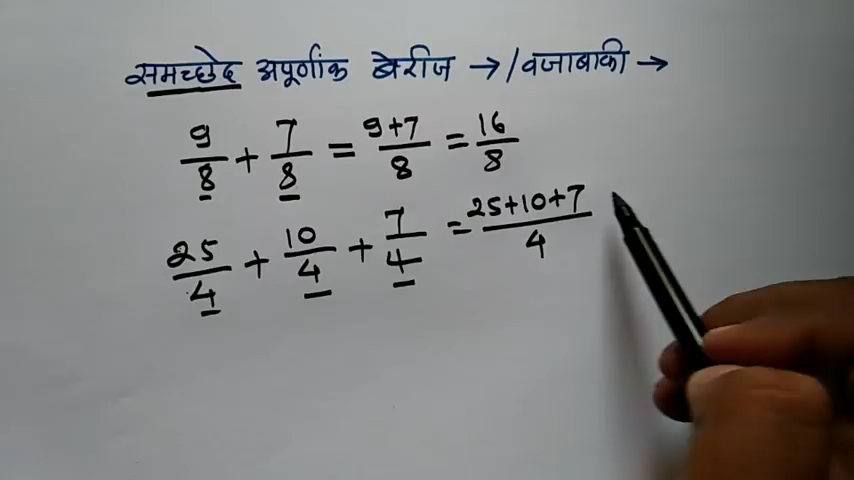 समच्छेद अपूर्णांक बेरीज → / वजाबाकी →
9/8 + 7/8 = 9+7/8 = 16/8
25/4 + 10/4 + 7/4 = 25+10+7/4